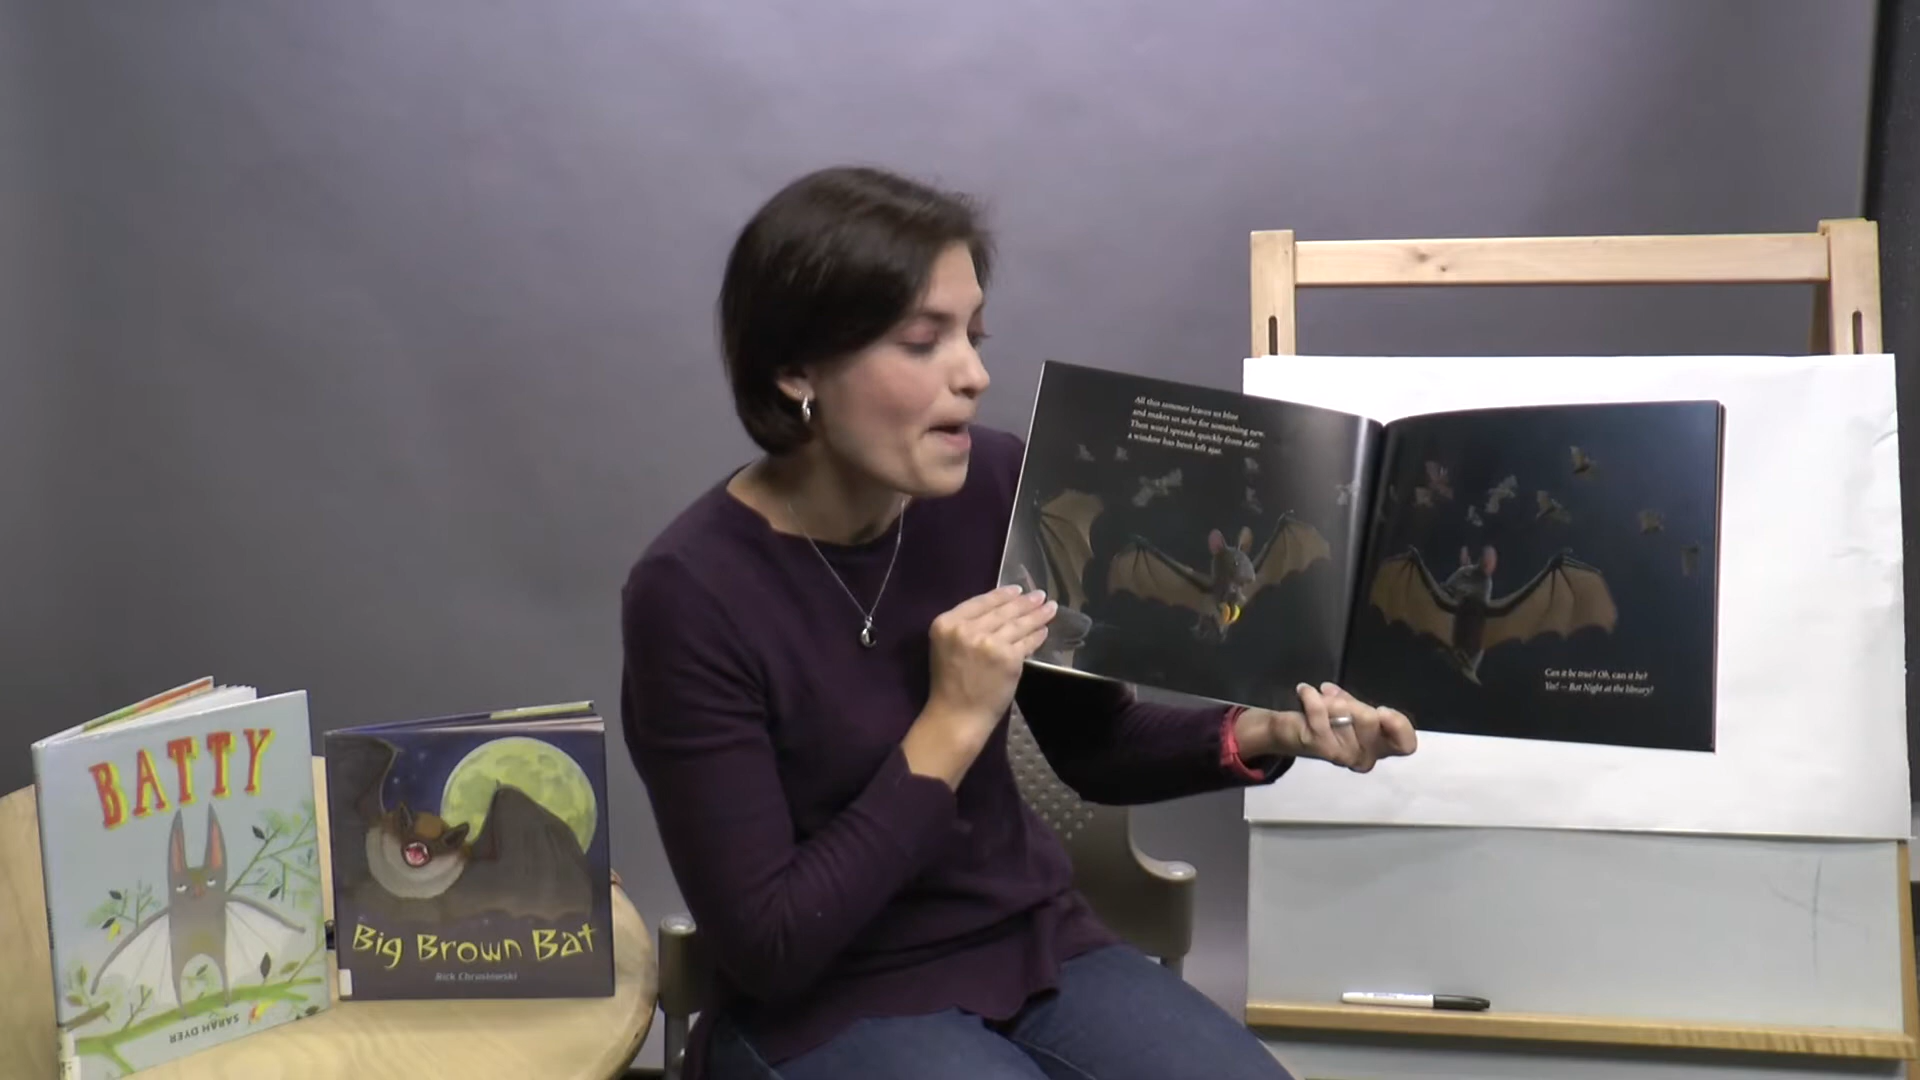 All this summer leaves us blue
and makes us ache for something new.
Then word spreads quickly from afar:
a window has been left ajar.
Can it be true? Oh, can it be?
Yes! — Bat Night at the library!
BATTY
SARAH DYER
Big Brown Bat
Rick Chrustowski